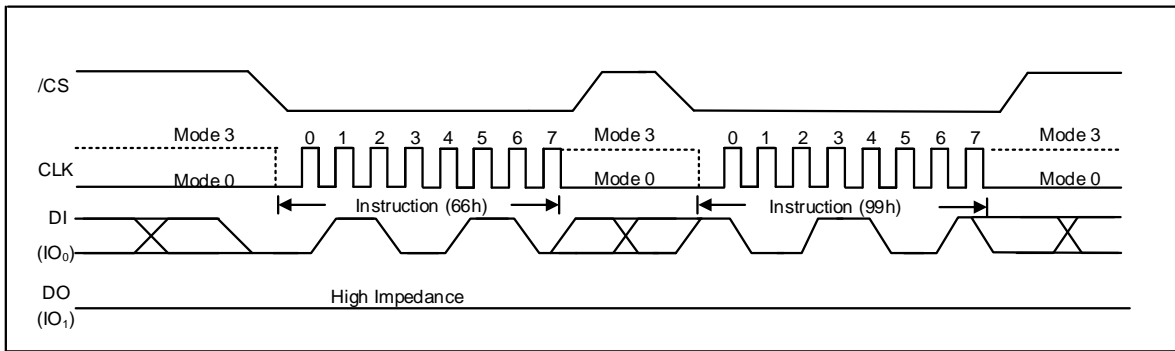 /CS
Mode 3 0 1 2 3 4 5 6 7 Mode 3 0 1 2 3 4 5 6 7 Mode 3
CLK Mode 0 Mode 0 Mode 0
Instruction (66h) Instruction (99h)
DI
(IO₀)
DO High Impedance
(IO₁)